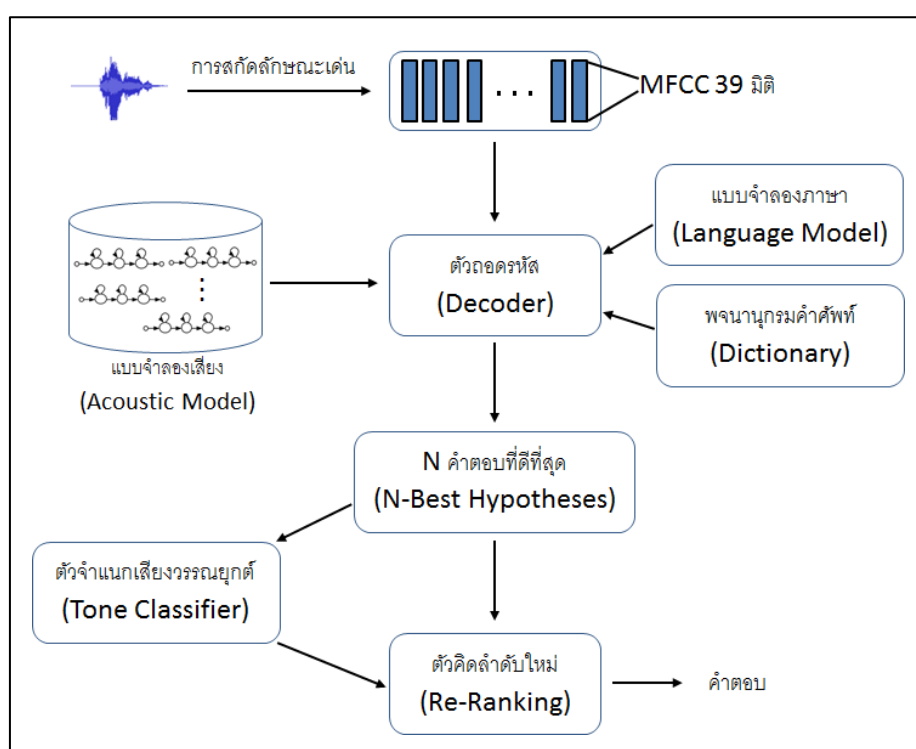 การสกัดลักษณะเด่น
MFCC 39 มิติ
แบบจำลองภาษา
(Language Model)
ตัวถอดรหัส
(Decoder)
พจนานุกรมคำศัพท์
(Dictionary)
แบบจำลองเสียง
(Acoustic Model)
N คำตอบที่ดีที่สุด
(N-Best Hypotheses)
ตัวจำแนกเสียงวรรณยุกต์
(Tone Classifier)
ตัวคิดลำดับใหม่
(Re-Ranking)
คำตอบ